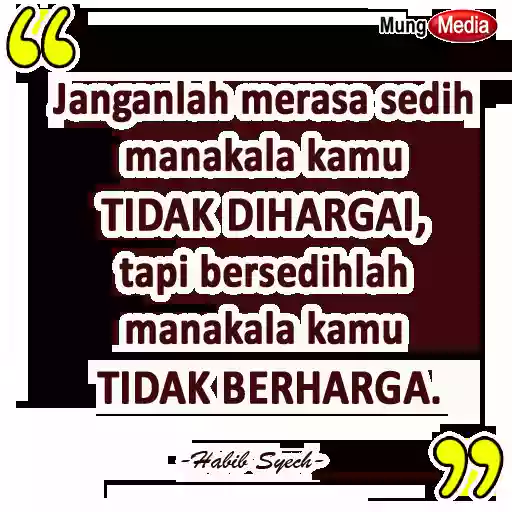 Mung Media
Janganlah merasa sedih
manakala kamu
TIDAK DIHARGAI,
tapi bersedihlah
manakala kamu
TIDAK BERHARGA.
-Habib Syech-